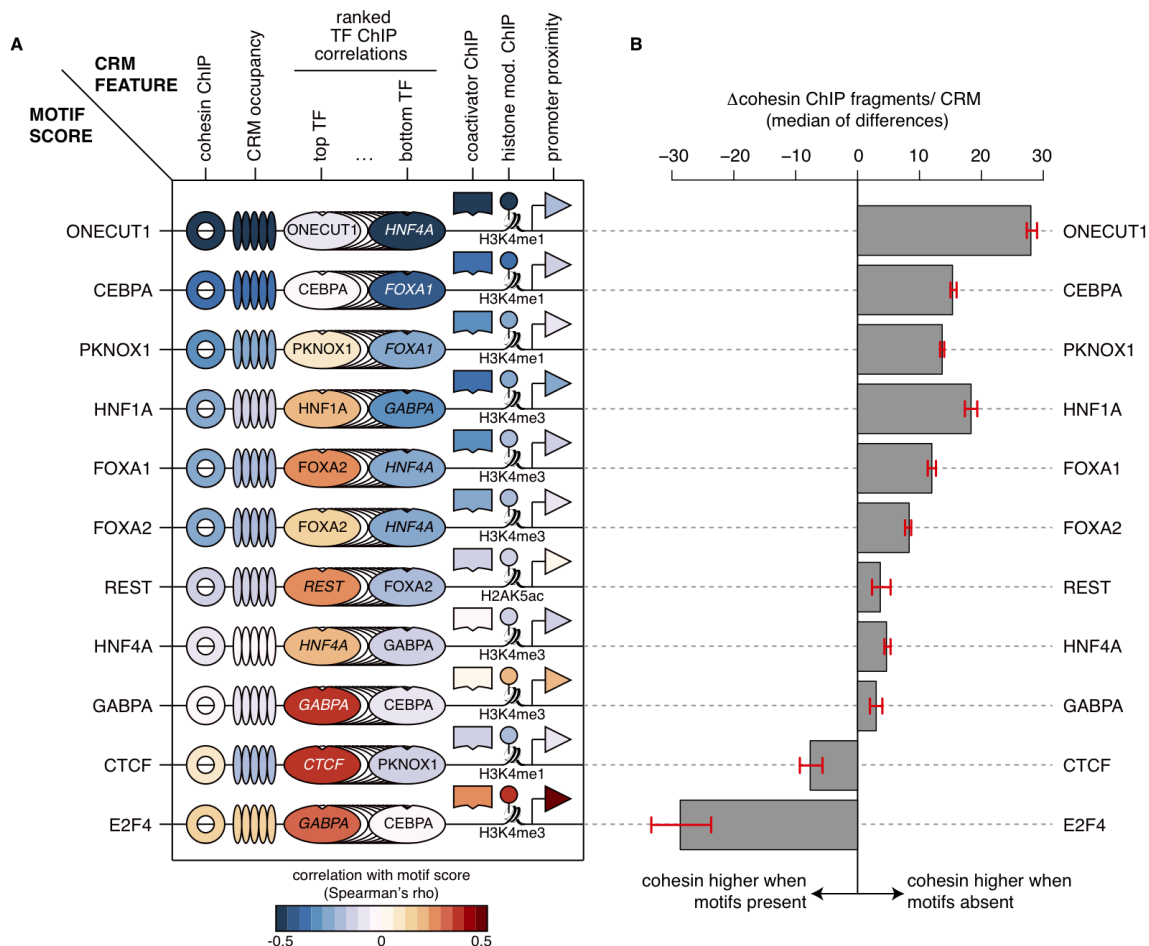 A
B
CRM
FEATURE
MOTIF
SCORE
cohesin ChIP
CRM occupancy
ranked
TF ChIP
correlations
top TF
...
bottom TF
coactivator ChIP
histone mod. ChIP
promoter proximity
ONECUT1
ONECUT1
HNF4A
H3K4me1
CEBPA
CEBPA
FOXA1
H3K4me1
PKNOX1
PKNOX1
FOXA1
H3K4me1
HNF1A
HNF1A
GABPA
H3K4me3
FOXA1
FOXA2
HNF4A
H3K4me3
FOXA2
FOXA2
HNF4A
H3K4me3
REST
REST
FOXA2
H2AK5ac
HNF4A
HNF4A
GABPA
H3K4me3
GABPA
GABPA
CEBPA
H3K4me3
CTCF
CTCF
PKNOX1
H3K4me1
E2F4
GABPA
CEBPA
H3K4me3
correlation with motif score
(Spearman's rho)
-0.5
0
0.5
Δcohesin ChIP fragments/ CRM
(median of differences)
−30
−20
−10
0
10
20
30
ONECUT1
CEBPA
PKNOX1
HNF1A
FOXA1
FOXA2
REST
HNF4A
GABPA
CTCF
E2F4
cohesin higher when
motifs present
cohesin higher when
motifs absent